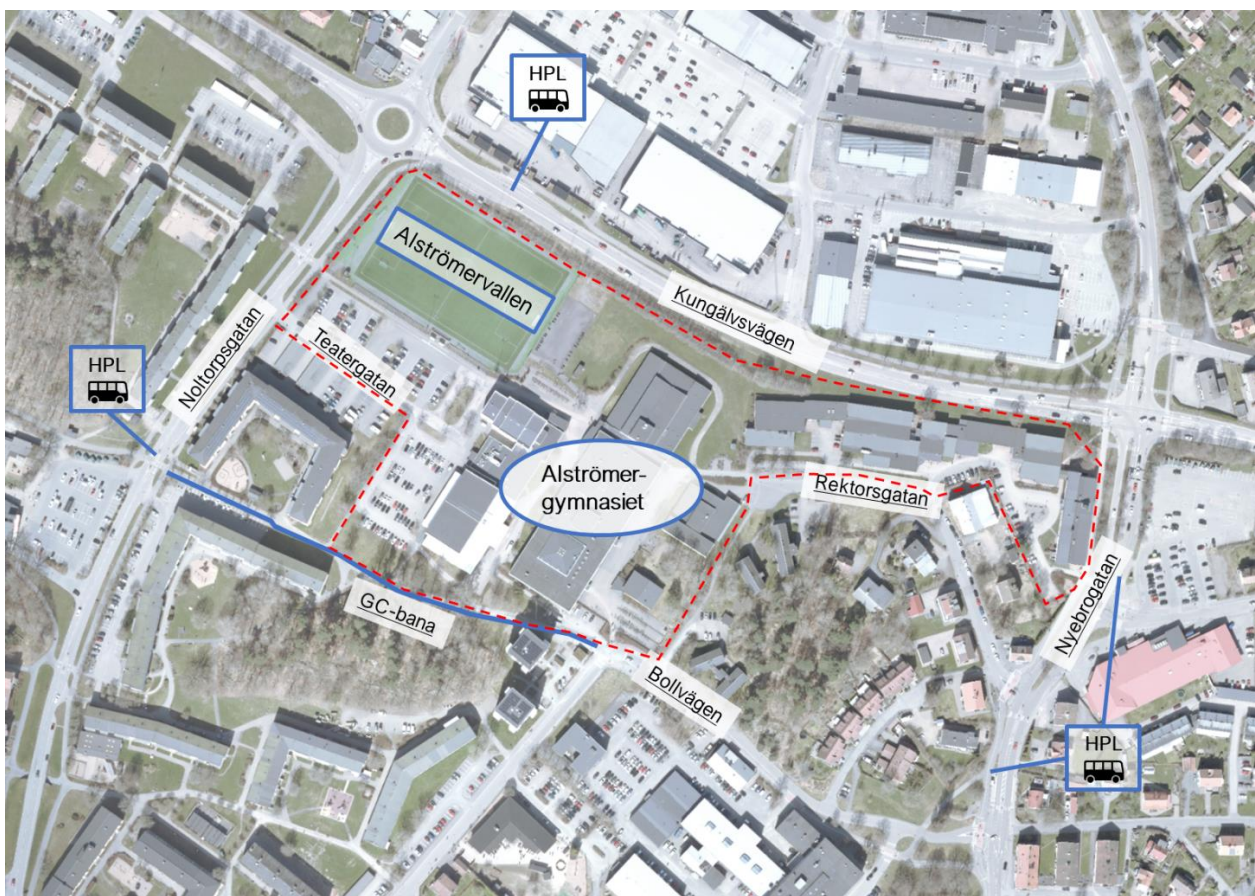 HPL
Alströmervallen
Kungälvsvägen
Noltorpsgatan
Teatergatan
HPL
Alströmer-
gymnasiet
Rektorsgatan
GC-bana
Nyebrogatan
Bollvägen
HPL